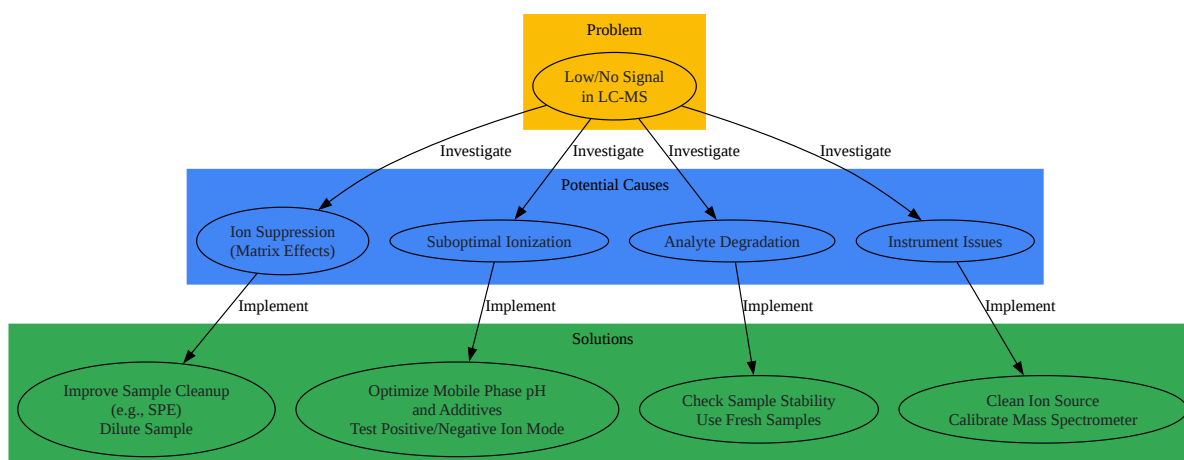 Problem
Low/No Signal
in LC-MS
Investigate
Investigate
Investigate
Investigate
Potential Causes
Ion Suppression
(Matrix Effects)
Suboptimal Ionization
Analyte Degradation
Instrument Issues
Implement
Implement
Implement
Implement
Solutions
Improve Sample Cleanup
(e.g., SPE)
Dilute Sample
Optimize Mobile Phase pH
and Additives
Test Positive/Negative Ion Mode
Check Sample Stability
Use Fresh Samples
Clean Ion Source
Calibrate Mass Spectrometer